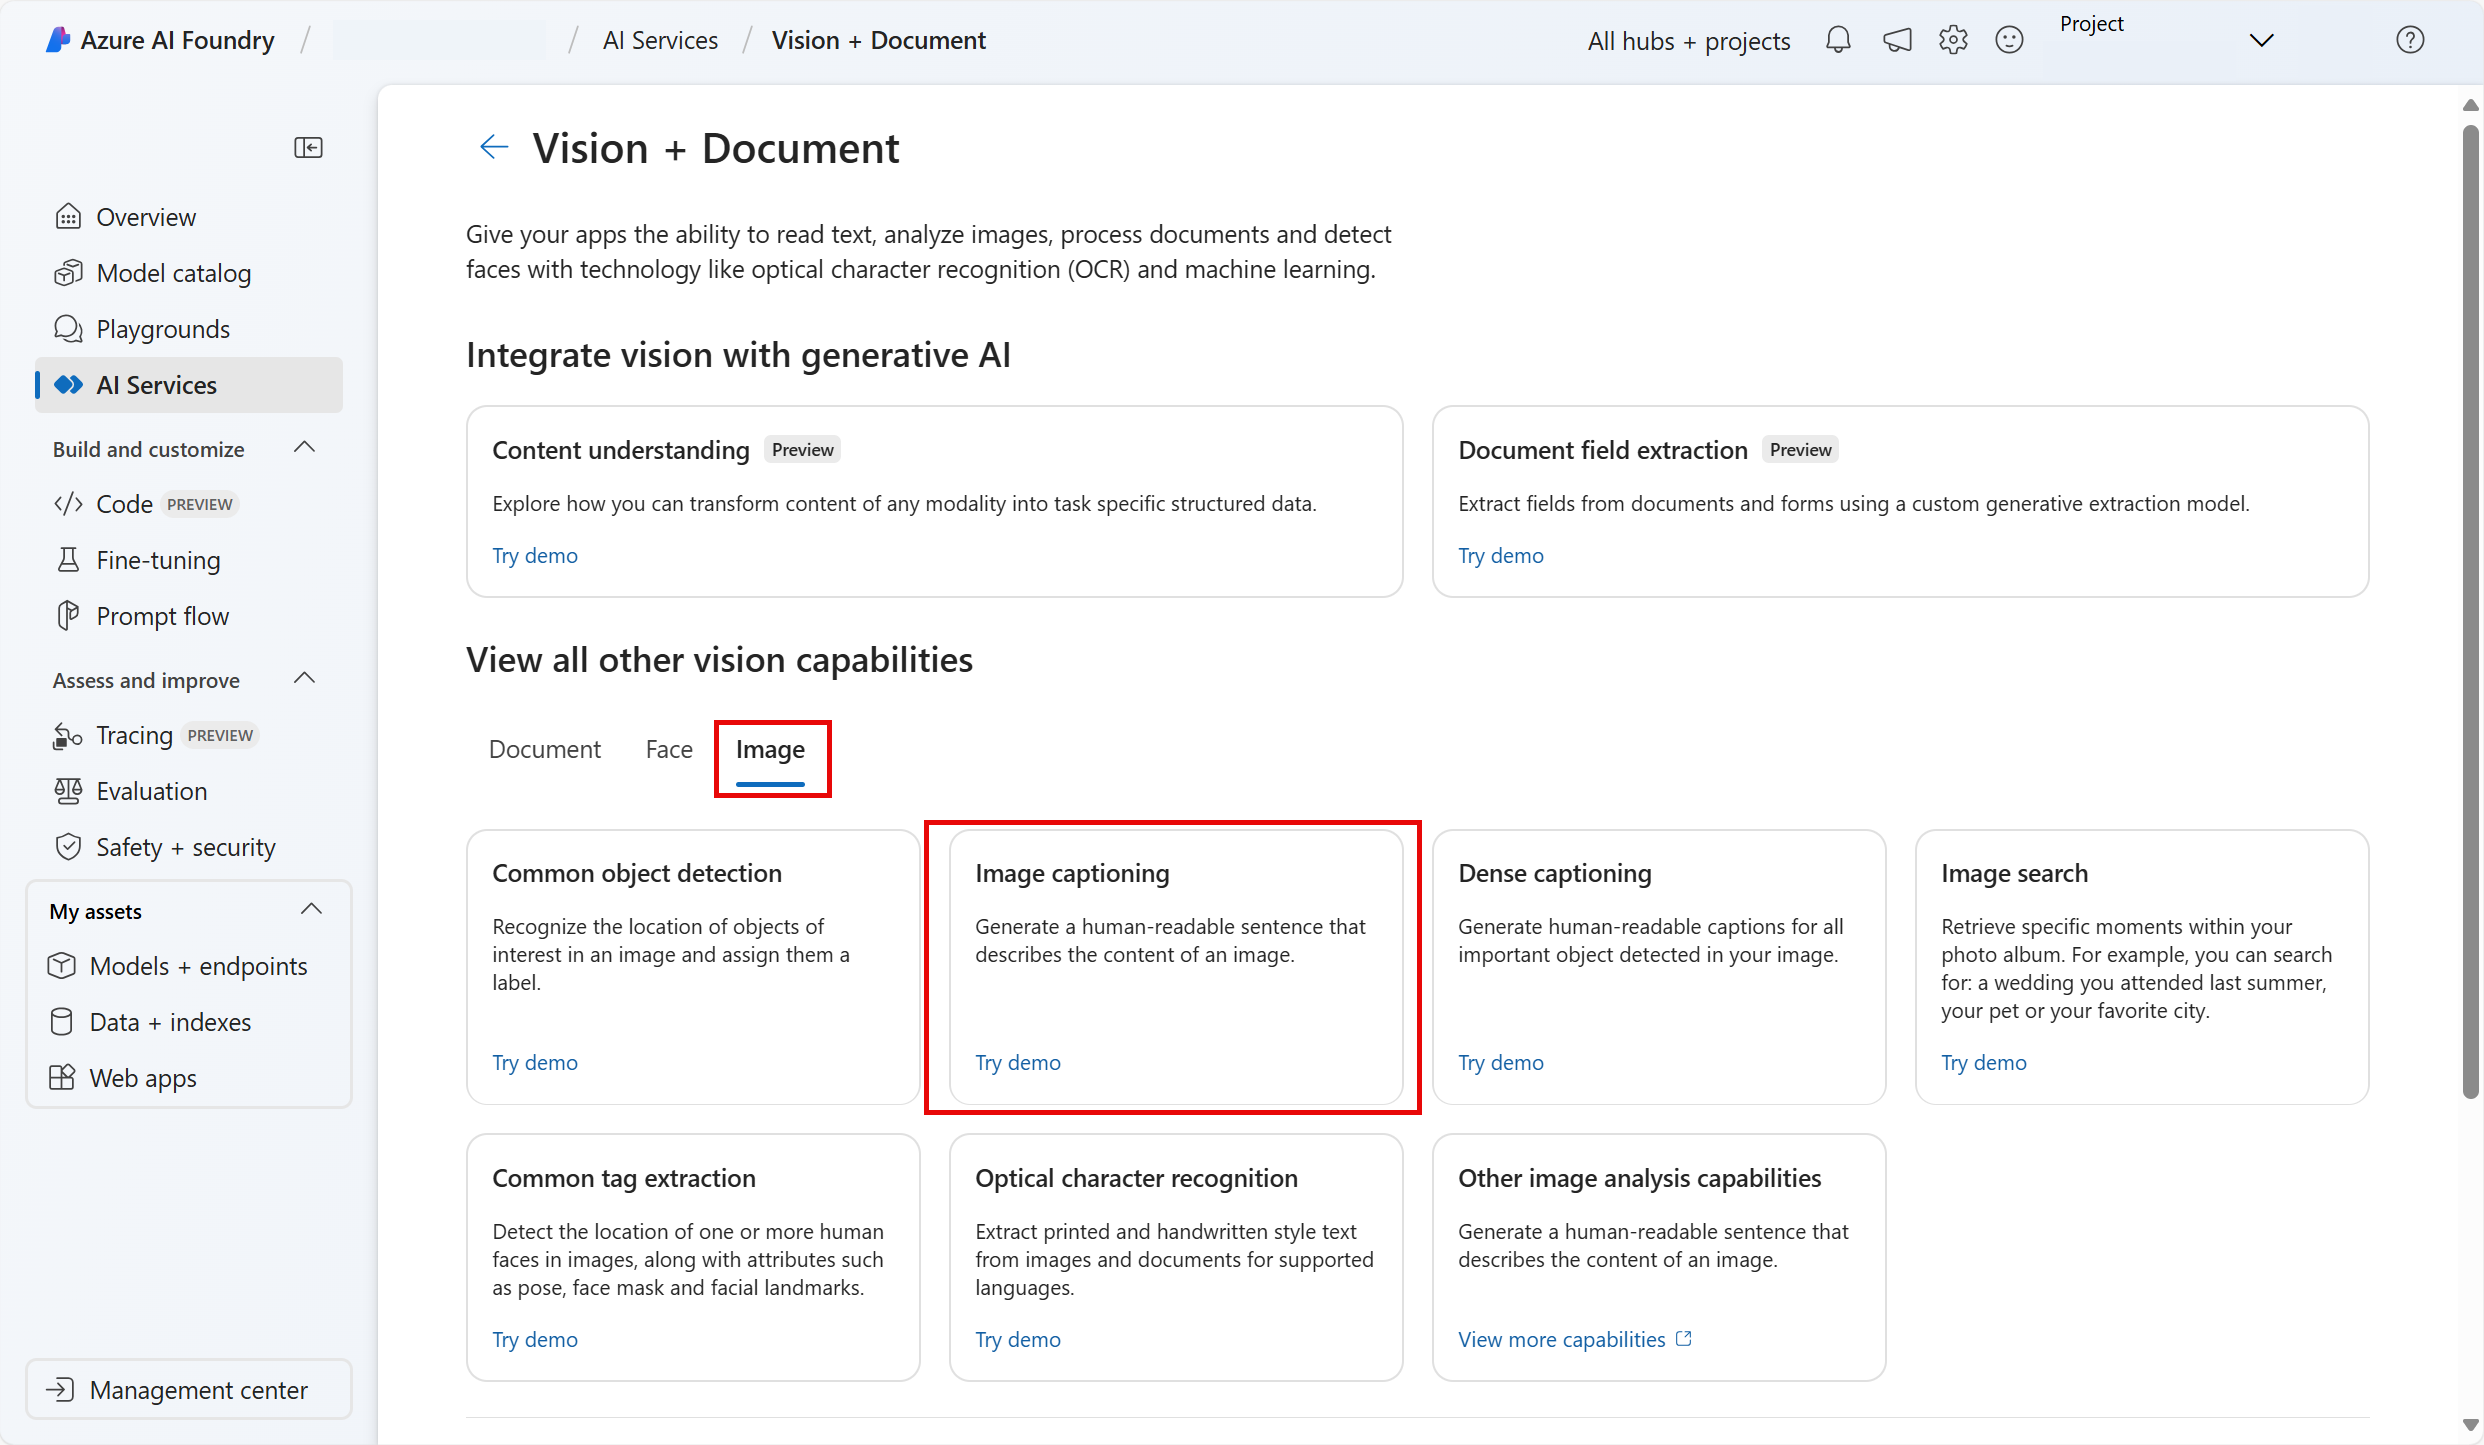 Azure AI Foundry / / AI Services / Vision + Document
All hubs + projects
Project
Overview
Model catalog
Playgrounds
AI Services
Build and customize
Code PREVIEW
Fine-tuning
Prompt flow
Assess and improve
Tracing PREVIEW
Evaluation
Safety + security
My assets
Models + endpoints
Data + indexes
Web apps
Management center
Vision + Document
Give your apps the ability to read text, analyze images, process documents and detect
faces with technology like optical character recognition (OCR) and machine learning.
Integrate vision with generative AI
Content understanding Preview
Explore how you can transform content of any modality into task specific structured data.
Try demo
Document field extraction Preview
Extract fields from documents and forms using a custom generative extraction model.
Try demo
View all other vision capabilities
Document Face Image
Common object detection
Recognize the location of objects of
interest in an image and assign them a
label.
Try demo
Image captioning
Generate a human-readable sentence that
describes the content of an image.
Try demo
Dense captioning
Generate human-readable captions for all
important object detected in your image.
Try demo
Image search
Retrieve specific moments within your
photo album. For example, you can search
for: a wedding you attended last summer,
your pet or your favorite city.
Try demo
Common tag extraction
Detect the location of one or more human
faces in images, along with attributes such
as pose, face mask and facial landmarks.
Try demo
Optical character recognition
Extract printed and handwritten style text
from images and documents for supported
languages.
Try demo
Other image analysis capabilities
Generate a human-readable sentence that
describes the content of an image.
View more capabilities